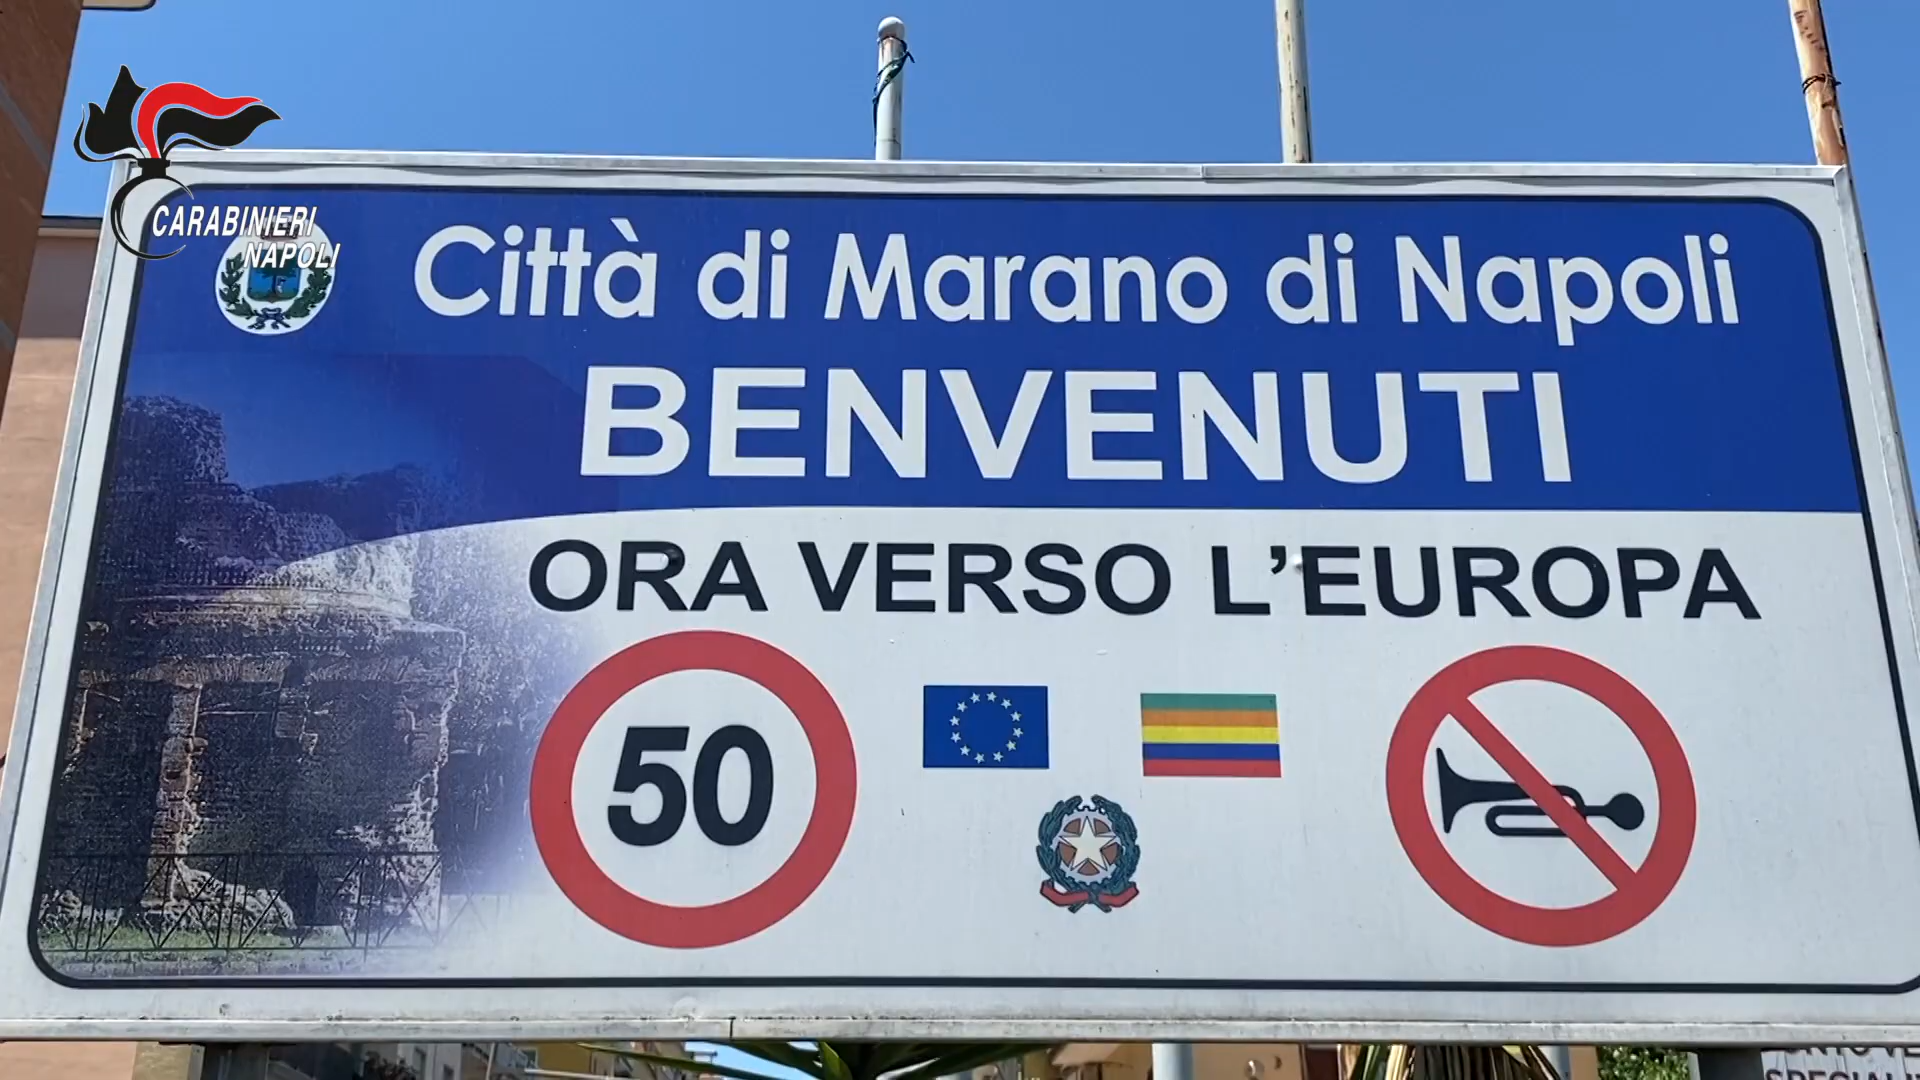 CARABINIERI
NAPOLI
Città di Marano di Napoli
BENVENUTI
ORA VERSO L'EUROPA
50